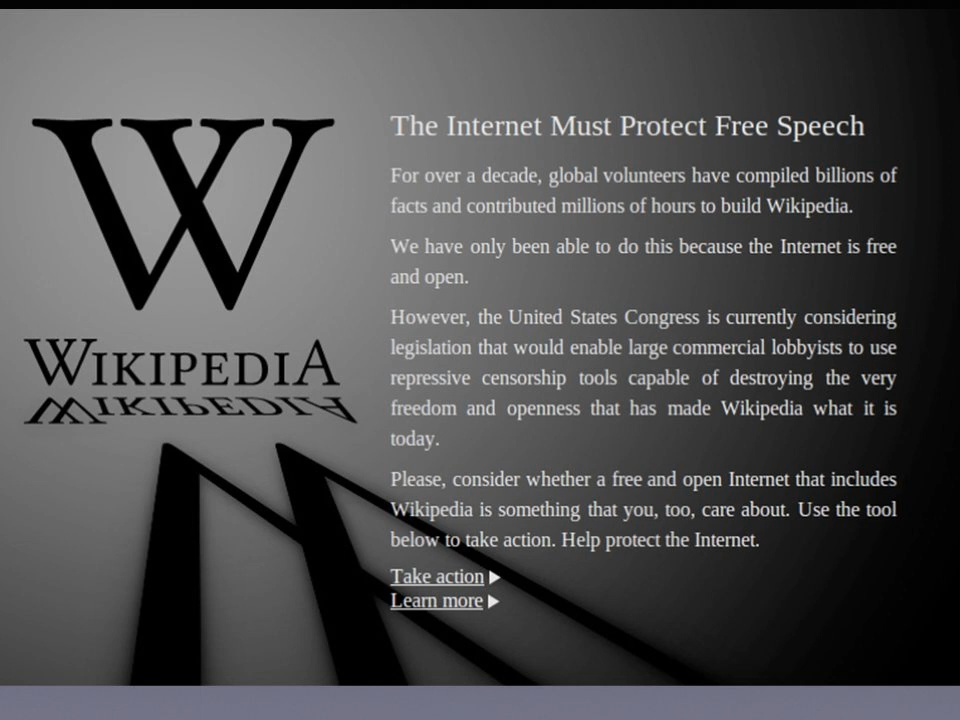 W
WIKIPEDIA
The Internet Must Protect Free Speech
For over a decade, global volunteers have compiled billions of
facts and contributed millions of hours to build Wikipedia.
We have only been able to do this because the Internet is free
and open.
However, the United States Congress is currently considering
legislation that would enable large commercial lobbyists to use
repressive censorship tools capable of destroying the very
freedom and openness that has made Wikipedia what it is
today.
Please, consider whether a free and open Internet that includes
Wikipedia is something that you, too, care about. Use the tool
below to take action. Help protect the Internet.
Take action
Learn more